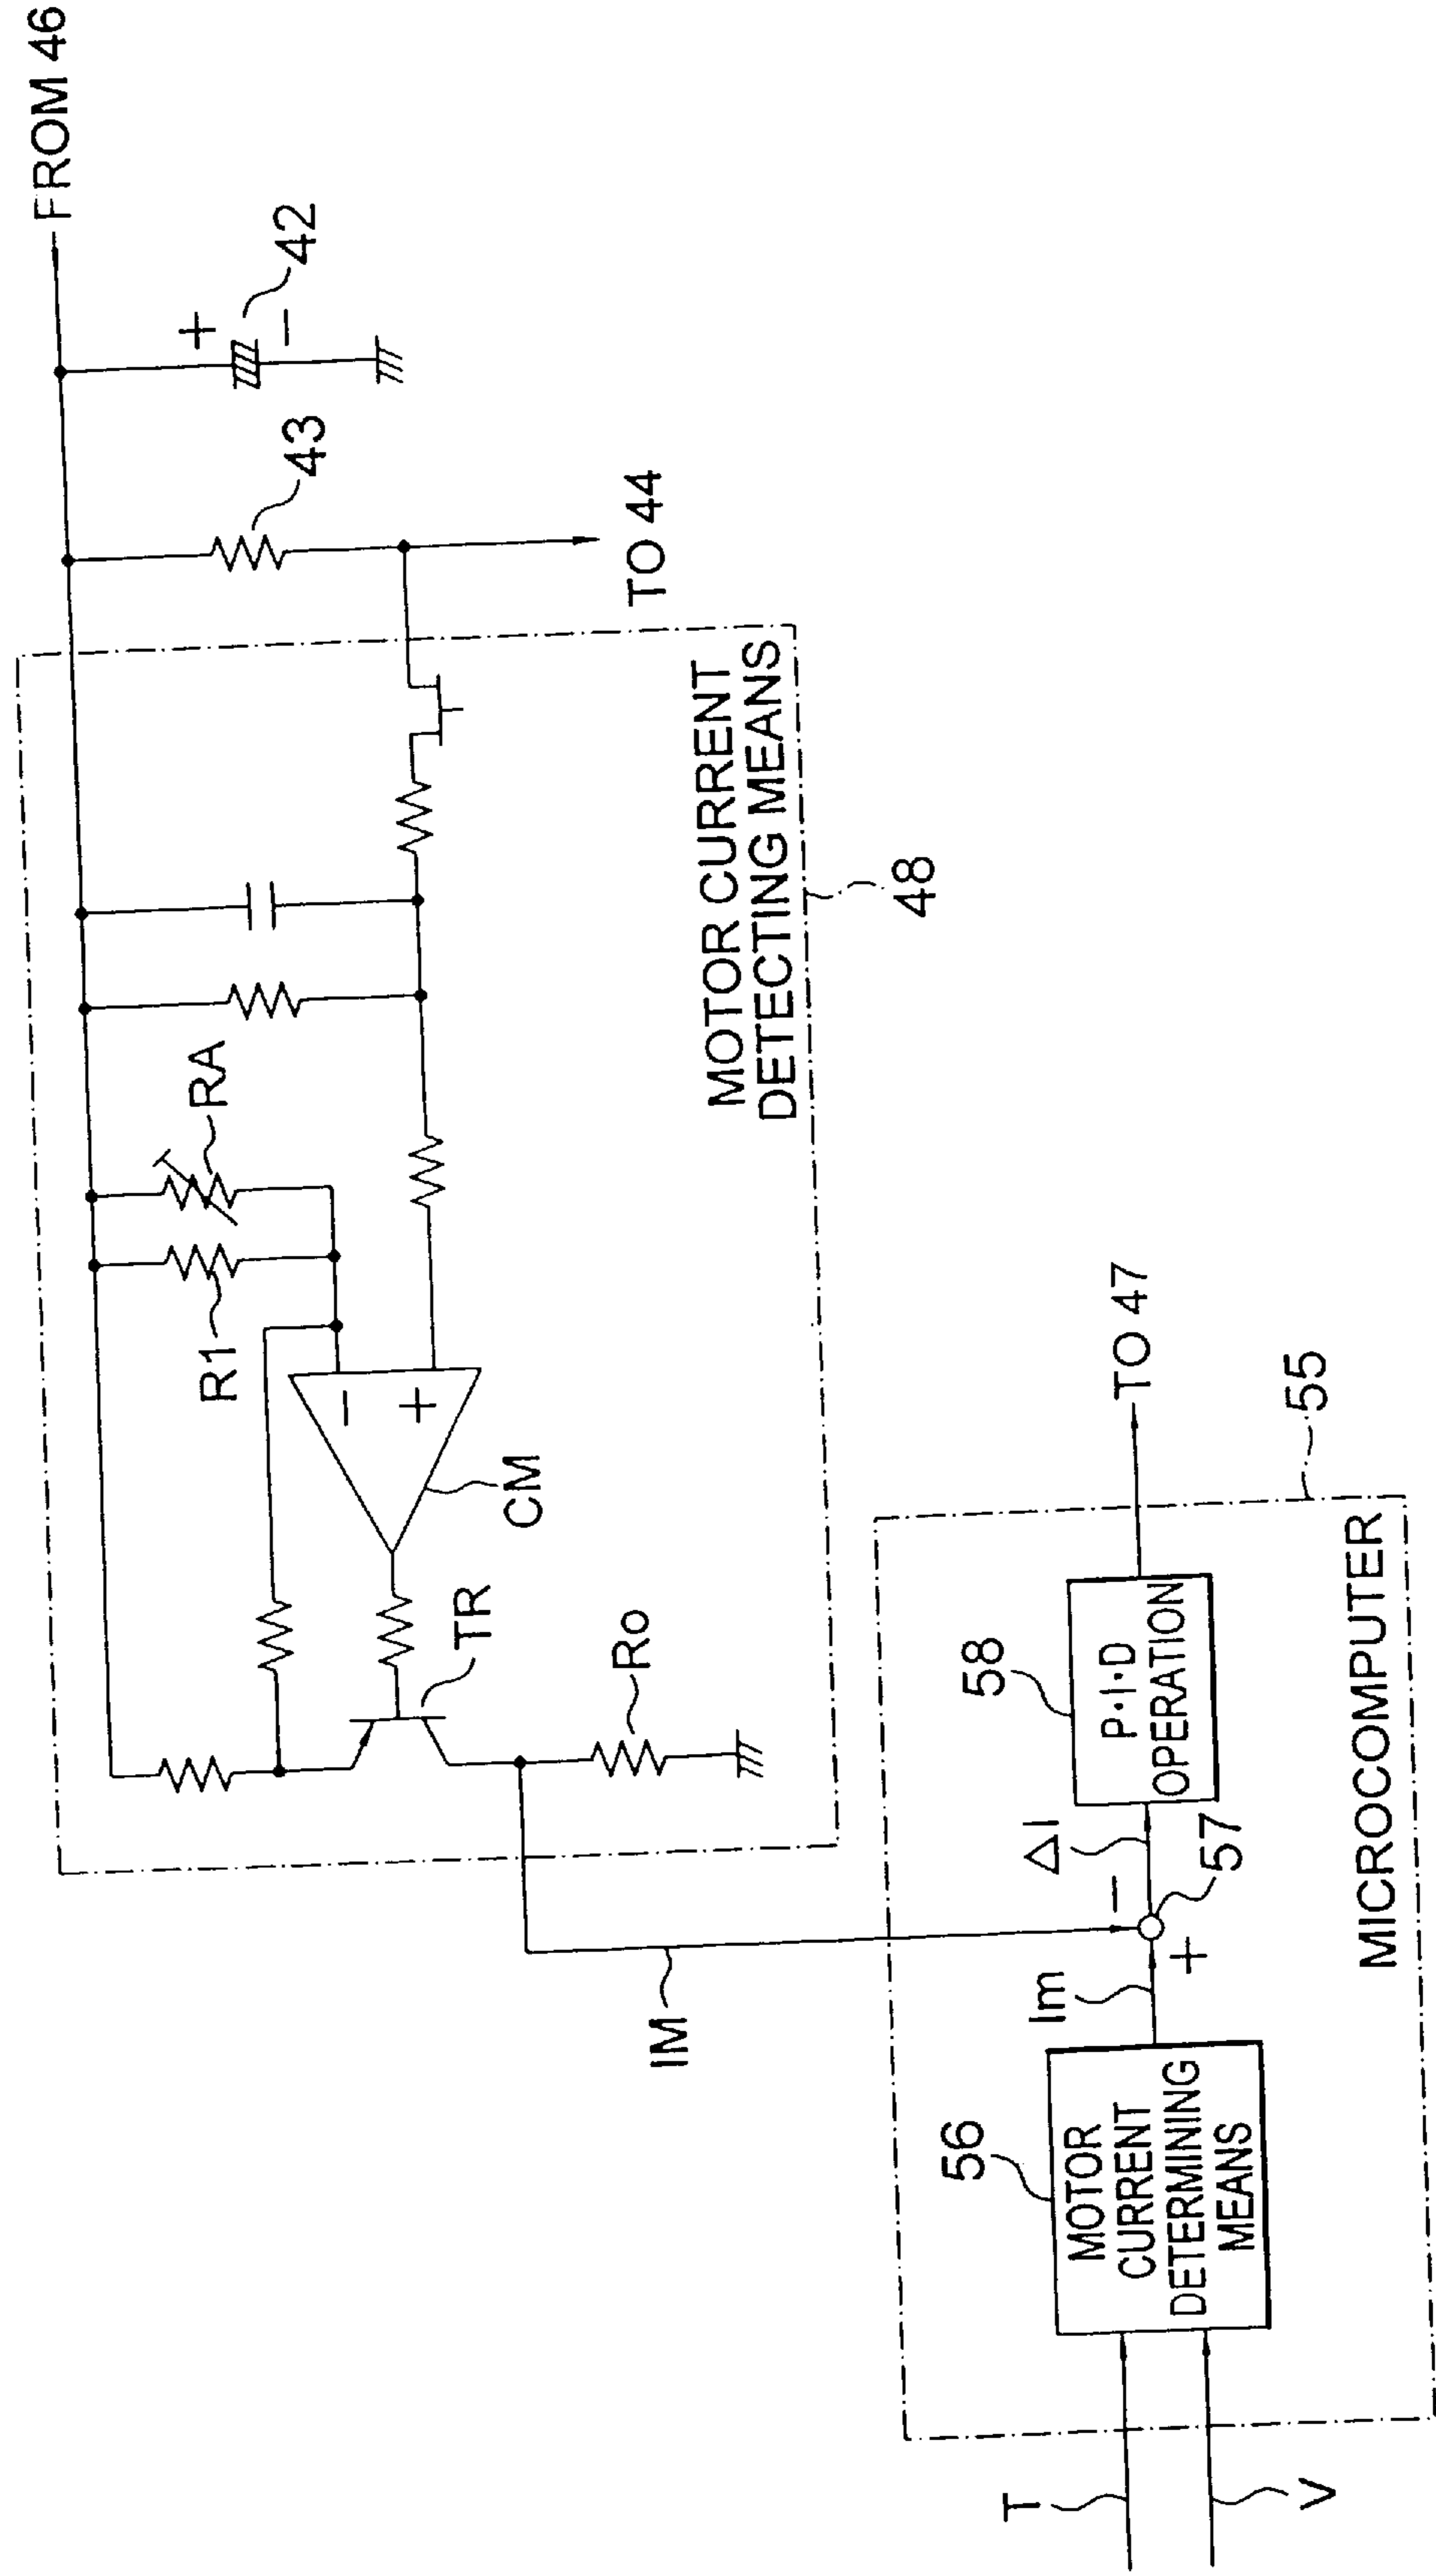 FROM 46
42
+
−
43
TO 44
MOTOR CURRENT
DETECTING MEANS
48
RA
R1
−
+
CM
TR
Ro
IM
TO 47
55
MICROCOMPUTER
58
P·I·D
OPERATION
ΔI
−
57
+
Im
56
MOTOR
CURRENT
DETERMINING
MEANS
T
V